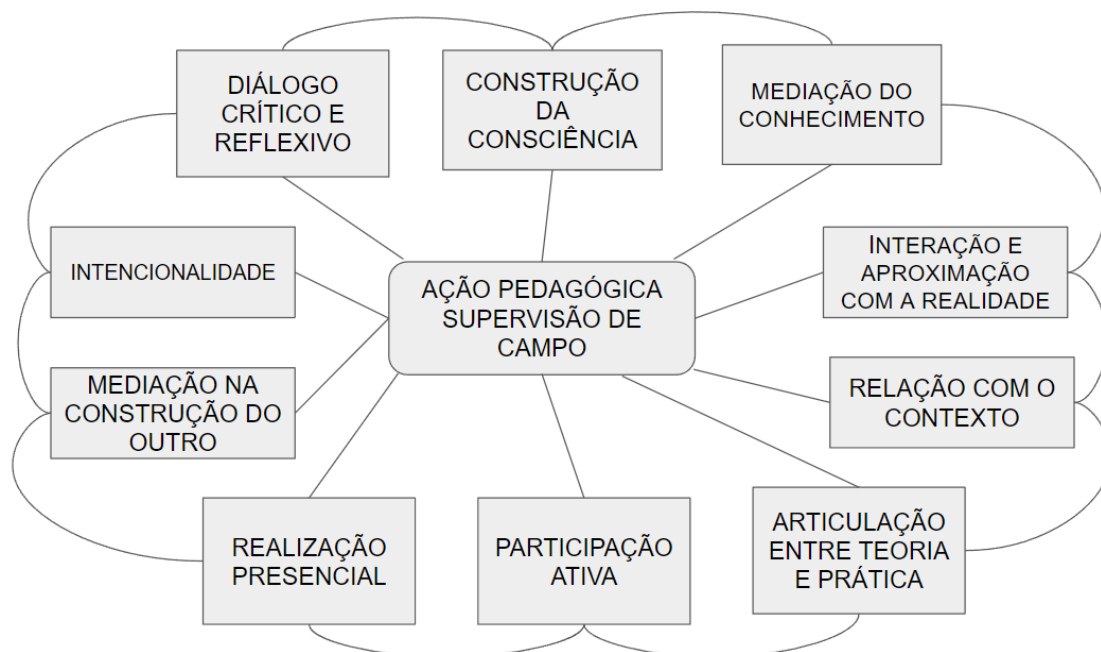 DIÁLOGO
CRÍTICO E
REFLEXIVO
CONSTRUÇÃO
DA
CONSCIÊNCIA
MEDIAÇÃO DO
CONHECIMENTO
INTENCIONALIDADE
AÇÃO PEDAGÓGICA
SUPERVISÃO DE
CAMPO
INTERAÇÃO E
APROXIMAÇÃO
COM A REALIDADE
MEDIAÇÃO NA
CONSTRUÇÃO DO
OUTRO
RELAÇÃO COM O
CONTEXTO
REALIZAÇÃO
PRESENCIAL
PARTICIPAÇÃO
ATIVA
ARTICULAÇÃO
ENTRE TEORIA
E PRÁTICA